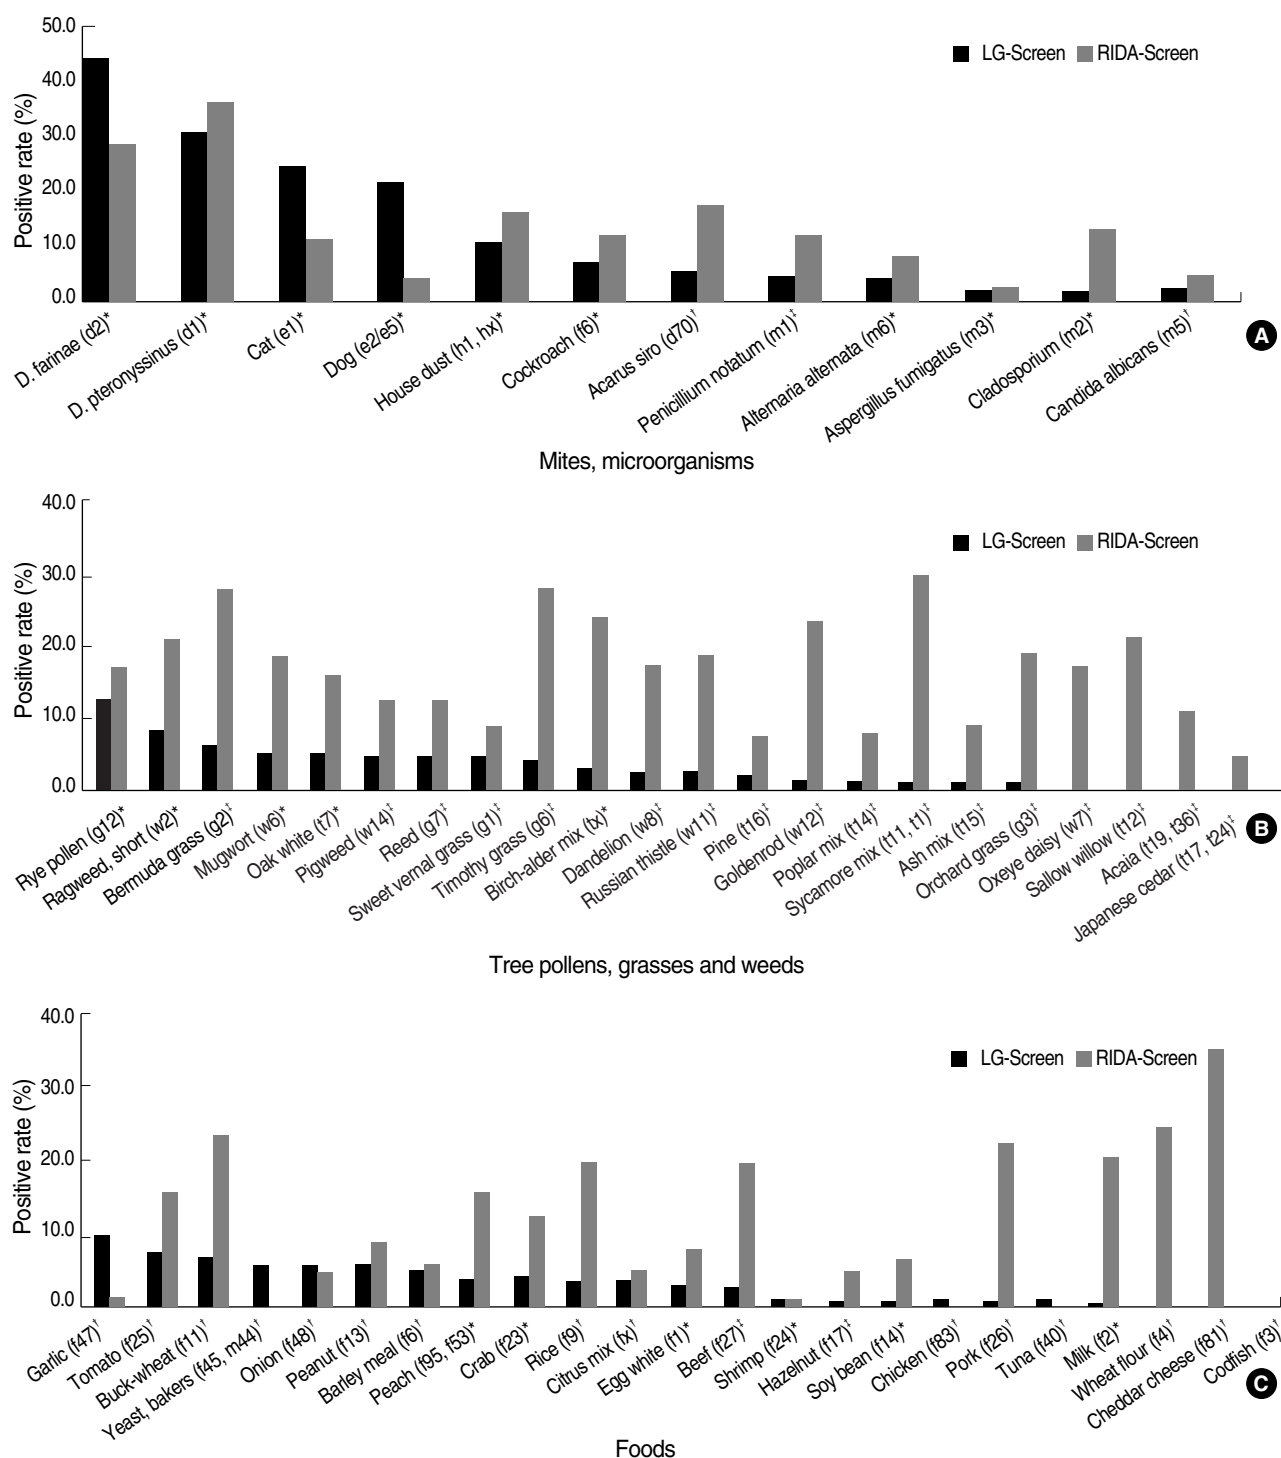 50.0
40.0
30.0
20.0
10.0
0.0
Positive rate (%)
LG-Screen RIDA-Screen
D. farinae (d2)*
D. pteronyssinus (d1)*
Cat (e1)*
Dog (e2/e5)*
House dust (h1, hx)*
Cockroach (f6)*
Acarus siro (d70)†
Penicillium notatum (m1)‡
Alternaria alternata (m6)*
Aspergillus fumigatus (m3)*
Cladosporium (m2)*
Candida albicans (m5)†
A
Mites, microorganisms
40.0
30.0
20.0
10.0
0.0
Positive rate (%)
LG-Screen RIDA-Screen
Rye pollen (g12)*
Ragweed, short (w2)*
Bermuda grass (g2)‡
Mugwort (w6)*
Oak white (t7)*
Pigweed (w14)‡
Reed (g7)‡
Sweet vernal grass (g1)‡
Timothy grass (g6)‡
Birch-alder mix (tx)*
Dandelion (w8)‡
Russian thistle (w11)‡
Pine (t16)‡
Goldenrod (w12)‡
Poplar mix (t14)‡
Sycamore mix (t11, t1)‡
Ash mix (t15)‡
Orchard grass (g3)‡
Oxeye daisy (w7)‡
Sallow willow (t12)‡
Acaia (t19, t36)‡
Japanese cedar (t17, t24)‡
B
Tree pollens, grasses and weeds
40.0
30.0
20.0
10.0
0.0
Positive rate (%)
LG-Screen RIDA-Screen
Garlic (f47)†
Tomato (f25)†
Buck-wheat (f11)†
Yeast, bakers (f45, m44)†
Onion (f48)†
Peanut (f13)†
Barley meal (f6)†
Peach (f95, f53)*
Crab (f23)*
Rice (f9)†
Citrus mix (fx)†
Egg white (f1)*
Beef (f27)‡
Shrimp (f24)*
Hazelnut (f17)‡
Soy bean (f14)*
Chicken (f83)†
Pork (f26)†
Tuna (f40)†
Milk (f2)*
Wheat flour (f4)†
Cheddar cheese (f81)†
Codfish (f3)†
C
Foods